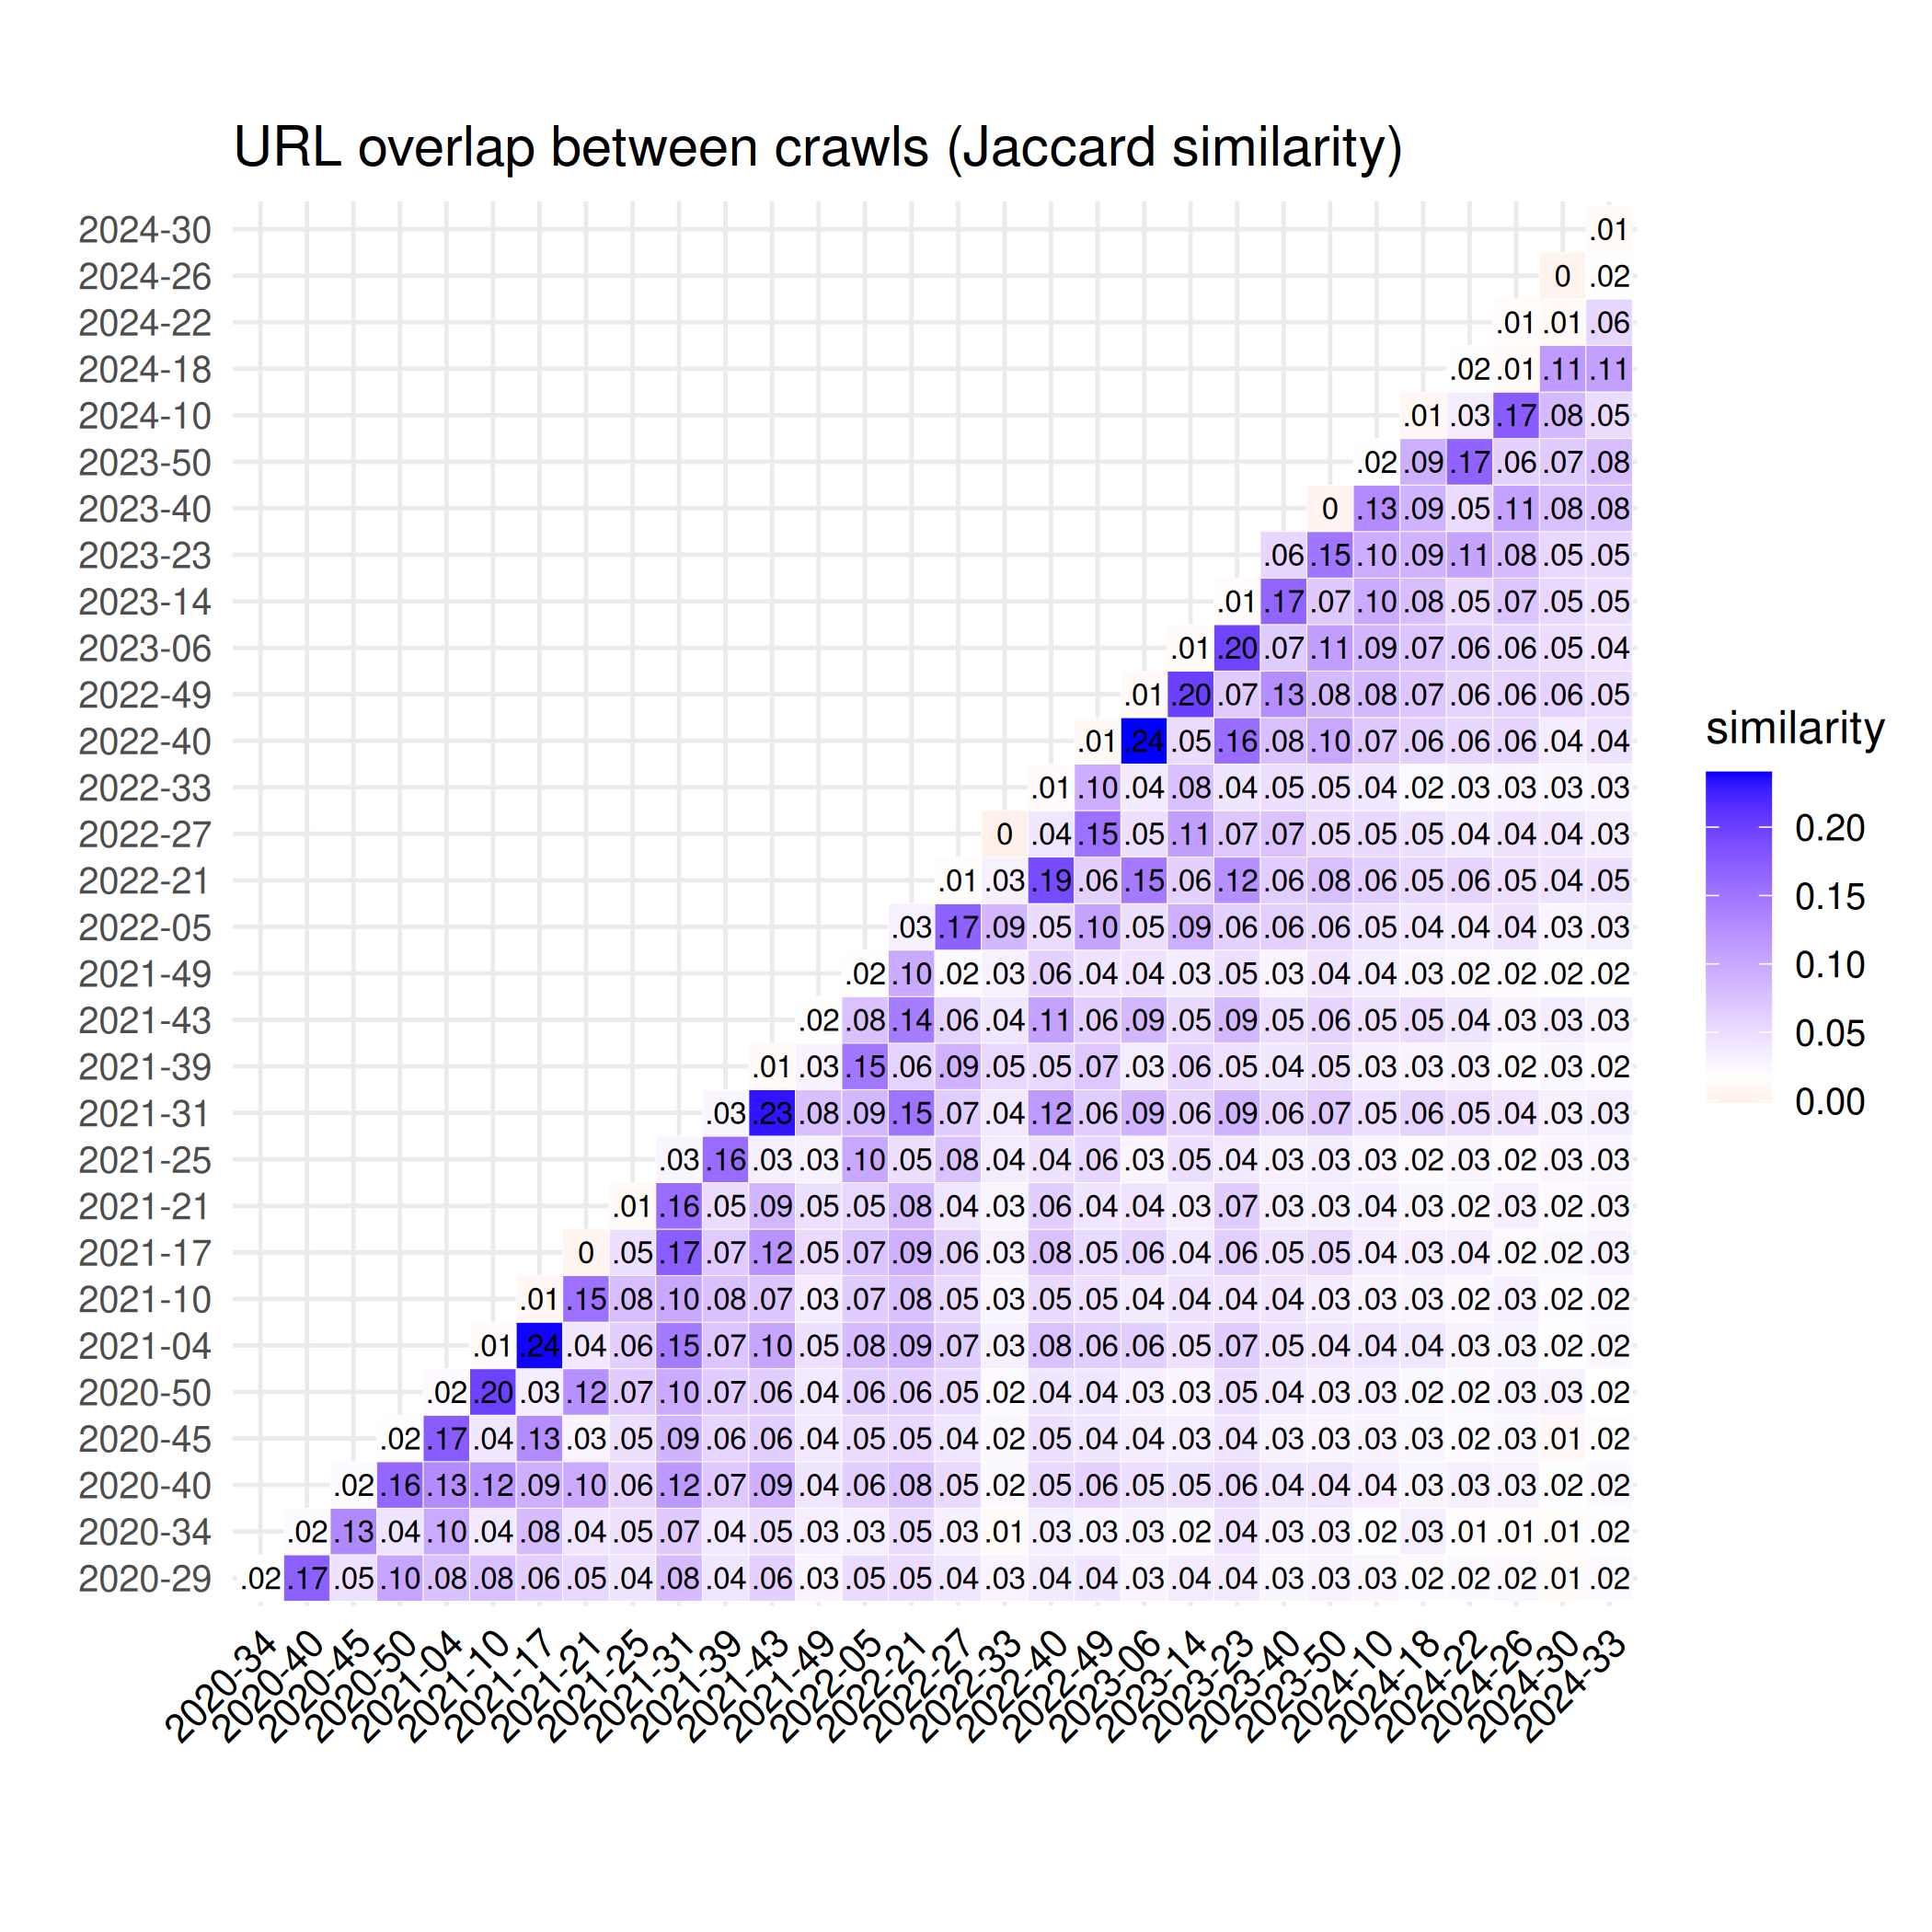 URL overlap between crawls (Jaccard similarity)
2024-30 .01
2024-26 0 .02
2024-22 .01 .01 .06
2024-18 .02 .01 .11 .11
2024-10 .01 .03 .17 .08 .05
2023-50 .02 .09 .17 .06 .07 .08
2023-40 0 .13 .09 .05 .11 .08 .08
2023-23 .06 .15 .10 .09 .11 .08 .05 .05
2023-14 .01 .17 .07 .10 .08 .05 .07 .05 .05
2023-06 .01 .20 .07 .11 .09 .07 .06 .06 .05 .04
2022-49 .01 .20 .07 .13 .08 .08 .07 .06 .06 .06 .05
2022-40 .01 .24 .05 .16 .08 .10 .07 .06 .06 .06 .04 .04
2022-33 .01 .10 .04 .08 .04 .05 .05 .04 .02 .03 .03 .03 .03
2022-27 0 .04 .15 .05 .11 .07 .07 .05 .05 .05 .04 .04 .04 .03
2022-21 .01 .03 .19 .06 .15 .06 .12 .06 .08 .06 .05 .06 .05 .04 .05
2022-05 .03 .17 .09 .05 .10 .05 .09 .06 .06 .06 .05 .04 .04 .04 .03 .03
2021-49 .02 .10 .02 .03 .06 .04 .04 .03 .05 .03 .04 .04 .03 .02 .02 .02 .02
2021-43 .02 .08 .14 .06 .04 .11 .06 .09 .05 .09 .05 .06 .05 .05 .04 .03 .03 .03
2021-39 .01 .03 .15 .06 .09 .05 .05 .07 .03 .06 .05 .04 .05 .03 .03 .03 .02 .03 .02
2021-31 .03 .23 .08 .09 .15 .07 .04 .12 .06 .09 .06 .09 .06 .07 .05 .06 .05 .04 .03 .03
2021-25 .03 .16 .03 .03 .10 .05 .08 .04 .04 .06 .03 .05 .04 .03 .03 .03 .02 .03 .02 .03 .03
2021-21 .01 .16 .05 .09 .05 .05 .08 .04 .03 .06 .04 .04 .03 .07 .03 .03 .04 .03 .02 .03 .02 .03
2021-17 0 .05 .17 .07 .12 .05 .07 .09 .06 .03 .08 .05 .06 .04 .06 .05 .05 .04 .03 .04 .02 .02 .03
2021-10 .01 .15 .08 .10 .08 .07 .03 .07 .08 .05 .03 .05 .05 .04 .04 .04 .04 .03 .03 .03 .02 .03 .02 .02
2021-04 .01 .24 .04 .06 .15 .07 .10 .05 .08 .09 .07 .03 .08 .06 .06 .05 .07 .05 .04 .04 .04 .03 .03 .02 .02
2020-50 .02 .20 .03 .12 .07 .10 .07 .06 .04 .06 .06 .05 .02 .04 .04 .03 .03 .05 .04 .03 .03 .02 .02 .03 .03 .02
2020-45 .02 .17 .04 .13 .03 .05 .09 .06 .06 .04 .05 .05 .04 .02 .05 .04 .04 .03 .04 .03 .03 .03 .03 .02 .03 .01 .02
2020-40 .02 .16 .13 .12 .09 .10 .06 .12 .07 .09 .04 .06 .08 .05 .02 .05 .06 .05 .05 .06 .04 .04 .04 .03 .03 .03 .02 .02
2020-34 .02 .13 .04 .10 .04 .08 .04 .05 .07 .04 .05 .03 .03 .05 .03 .01 .03 .03 .03 .02 .04 .03 .03 .02 .03 .01 .01 .01 .02
2020-29 .02 .17 .05 .10 .08 .08 .06 .05 .04 .08 .04 .06 .03 .05 .05 .04 .03 .04 .04 .03 .04 .04 .03 .03 .03 .02 .02 .02 .01 .02
2020-34 2020-40 2020-45 2020-50 2021-04 2021-10 2021-17 2021-21 2021-25 2021-31 2021-39 2021-43 2021-49 2022-05 2022-21 2022-27 2022-33 2022-40 2022-49 2023-06 2023-14 2023-23 2023-40 2023-50 2024-10 2024-18 2024-22 2024-26 2024-30 2024-33
similarity
0.20
0.15
0.10
0.05
0.00